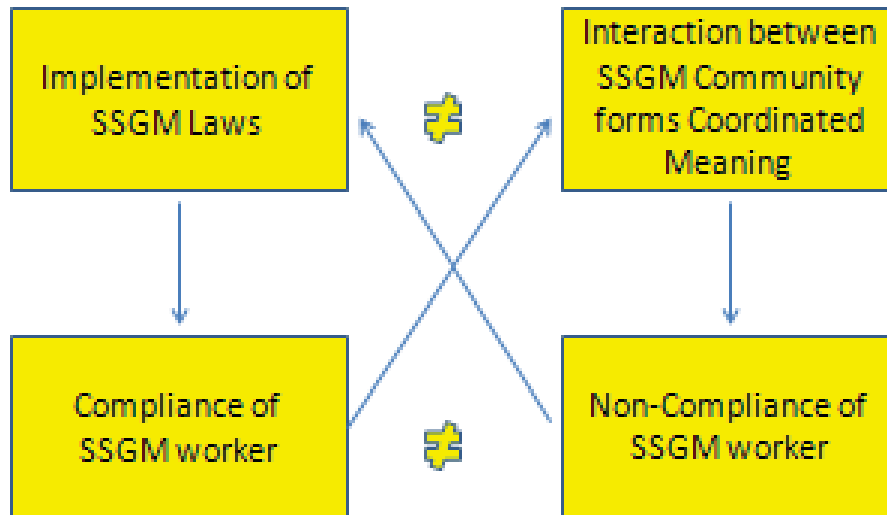 Implementation of
SSGM Laws
≠
Interaction between
SSGM Community
forms Coordinated
Meaning
Compliance of
SSGM worker
≠
Non-Compliance of
SSGM worker